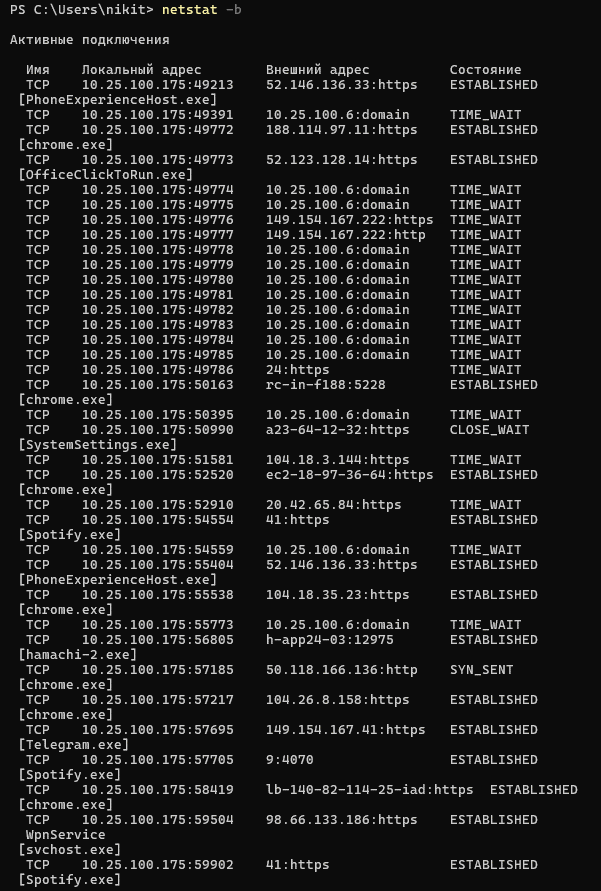 PS C:\Users\nikit> netstat -b
Активные подключения
Имя Локальный адрес Внешний адрес Состояние
TCP 10.25.100.175:49213 52.146.136.33:https ESTABLISHED
[PhoneExperienceHost.exe]
TCP 10.25.100.175:49391 10.25.100.6:domain TIME_WAIT
TCP 10.25.100.175:49772 188.114.97.11:https ESTABLISHED
[chrome.exe]
TCP 10.25.100.175:49773 52.123.128.14:https ESTABLISHED
[OfficeClickToRun.exe]
TCP 10.25.100.175:49774 10.25.100.6:domain TIME_WAIT
TCP 10.25.100.175:49775 10.25.100.6:domain TIME_WAIT
TCP 10.25.100.175:49776 149.154.167.222:https TIME_WAIT
TCP 10.25.100.175:49777 149.154.167.222:http TIME_WAIT
TCP 10.25.100.175:49778 10.25.100.6:domain TIME_WAIT
TCP 10.25.100.175:49779 10.25.100.6:domain TIME_WAIT
TCP 10.25.100.175:49780 10.25.100.6:domain TIME_WAIT
TCP 10.25.100.175:49781 10.25.100.6:domain TIME_WAIT
TCP 10.25.100.175:49782 10.25.100.6:domain TIME_WAIT
TCP 10.25.100.175:49783 10.25.100.6:domain TIME_WAIT
TCP 10.25.100.175:49784 10.25.100.6:domain TIME_WAIT
TCP 10.25.100.175:49785 10.25.100.6:domain TIME_WAIT
TCP 10.25.100.175:49786 24:https TIME_WAIT
TCP 10.25.100.175:50163 rc-in-f188:5228 ESTABLISHED
[chrome.exe]
TCP 10.25.100.175:50395 10.25.100.6:domain TIME_WAIT
TCP 10.25.100.175:50990 a23-64-12-32:https CLOSE_WAIT
[SystemSettings.exe]
TCP 10.25.100.175:51581 104.18.3.144:https TIME_WAIT
TCP 10.25.100.175:52520 ec2-18-97-36-64:https ESTABLISHED
[chrome.exe]
TCP 10.25.100.175:52910 20.42.65.84:https TIME_WAIT
TCP 10.25.100.175:54554 41:https ESTABLISHED
[Spotify.exe]
TCP 10.25.100.175:54559 10.25.100.6:domain TIME_WAIT
TCP 10.25.100.175:55404 52.146.136.33:https ESTABLISHED
[PhoneExperienceHost.exe]
TCP 10.25.100.175:55538 104.18.35.23:https ESTABLISHED
[chrome.exe]
TCP 10.25.100.175:55773 10.25.100.6:domain TIME_WAIT
TCP 10.25.100.175:56805 h-app24-03:12975 ESTABLISHED
[hamachi-2.exe]
TCP 10.25.100.175:57185 50.118.166.136:http SYN_SENT
[chrome.exe]
TCP 10.25.100.175:57217 104.26.8.158:https ESTABLISHED
[chrome.exe]
TCP 10.25.100.175:57695 149.154.167.41:https ESTABLISHED
[Telegram.exe]
TCP 10.25.100.175:57705 9:4070 ESTABLISHED
[Spotify.exe]
TCP 10.25.100.175:58419 lb-140-82-114-25-iad:https ESTABLISHED
[chrome.exe]
TCP 10.25.100.175:59504 98.66.133.186:https ESTABLISHED
WpnService
[svchost.exe]
TCP 10.25.100.175:59902 41:https ESTABLISHED
[Spotify.exe]